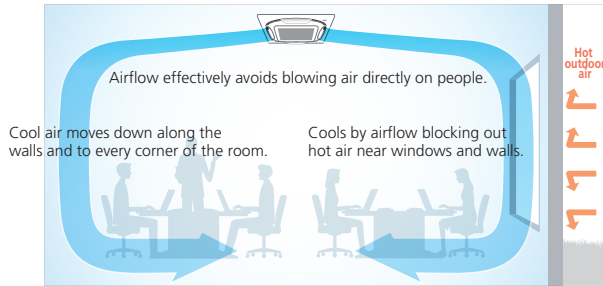 Airflow effectively avoids blowing air directly on people.
Hot
outdoor
air
Cool air moves down along the
walls and to every corner of the room.
Cools by airflow blocking out
hot air near windows and walls.